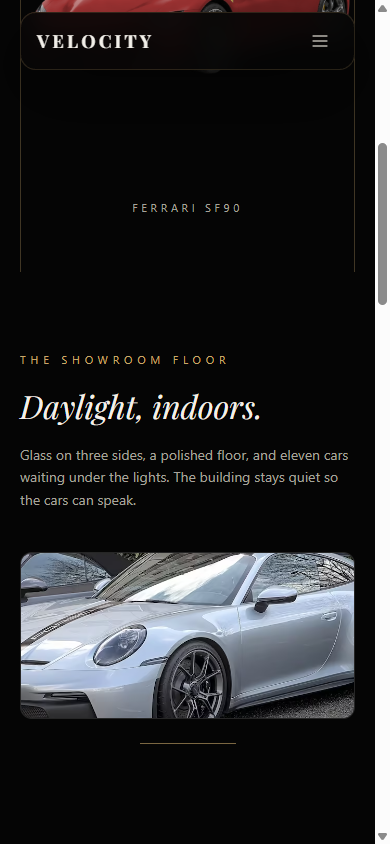 VELOCITY
FERRARI SF90
THE SHOWROOM FLOOR
Daylight, indoors.
Glass on three sides, a polished floor, and eleven cars
waiting under the lights. The building stays quiet so
the cars can speak.